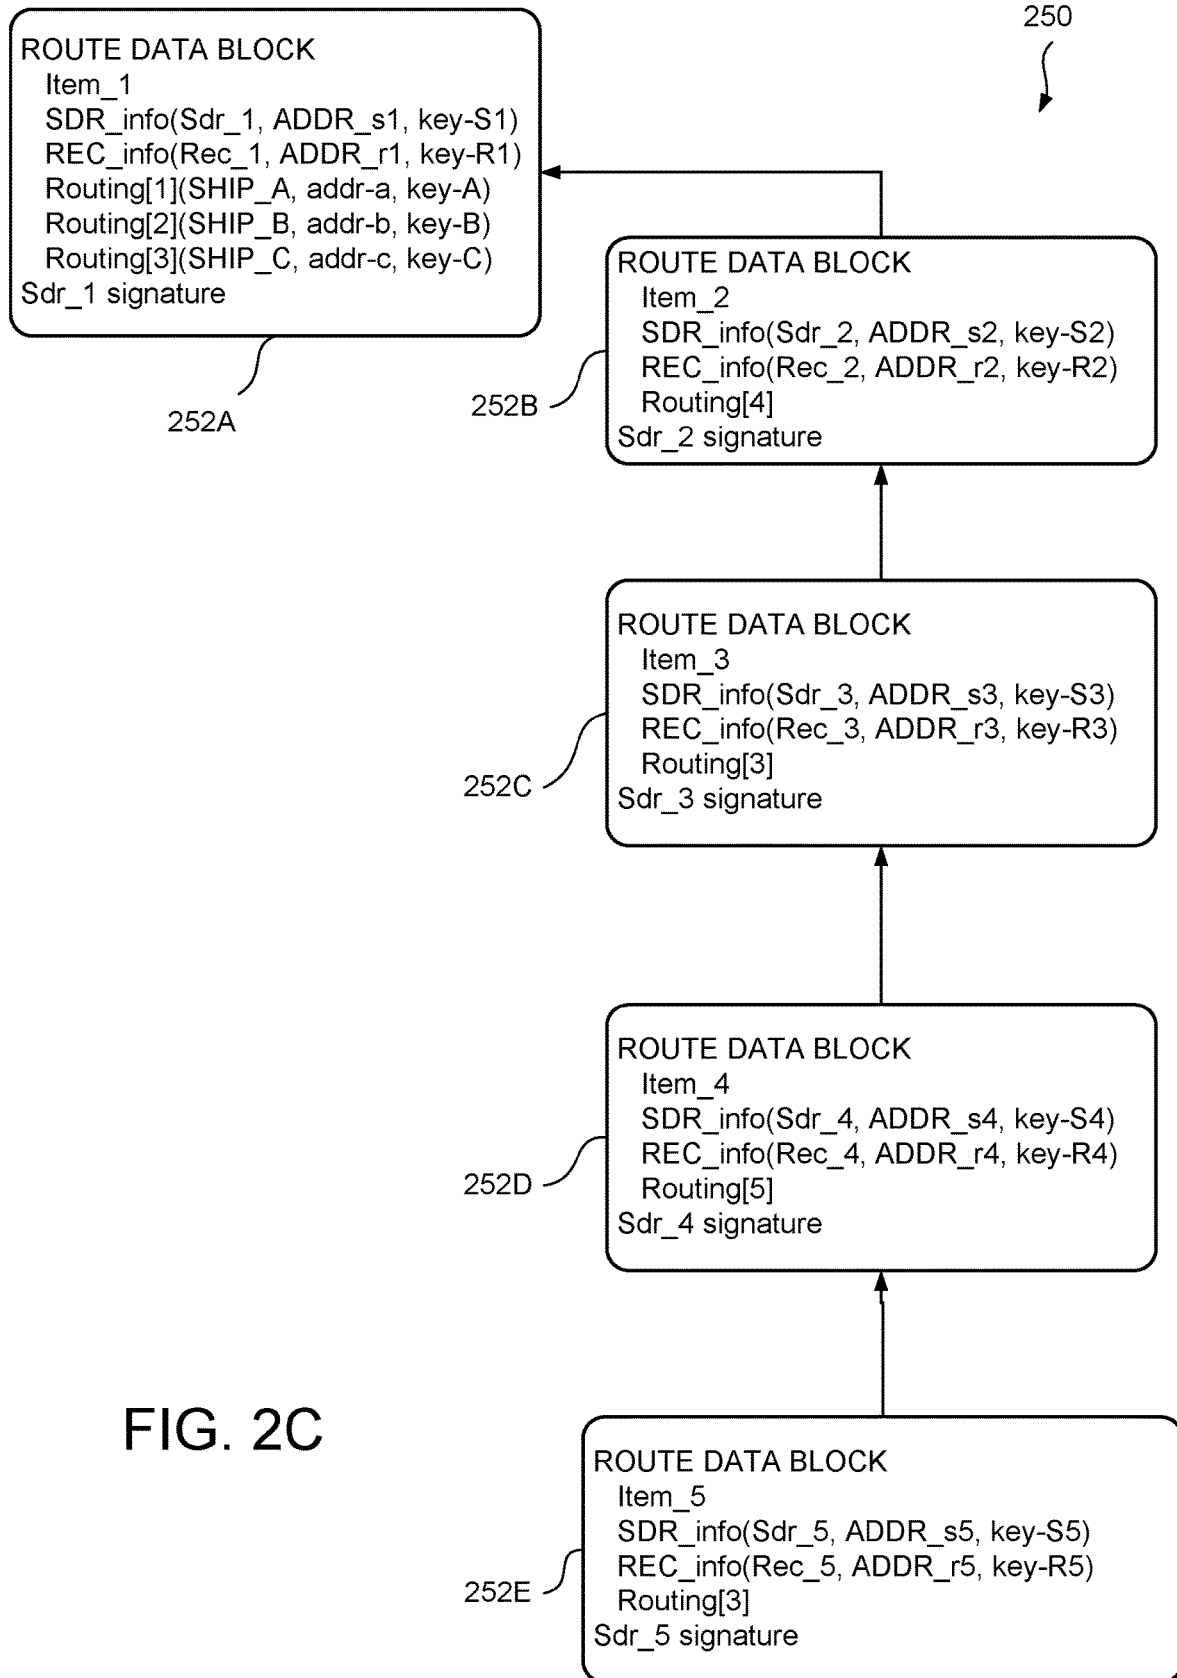 250
ROUTE DATA BLOCK
Item_1
SDR_info(Sdr_1, ADDR_s1, key-S1)
REC_info(Rec_1, ADDR_r1, key-R1)
Routing[1](SHIP_A, addr-a, key-A)
Routing[2](SHIP_B, addr-b, key-B)
Routing[3](SHIP_C, addr-c, key-C)
Sdr_1 signature
252A
ROUTE DATA BLOCK
Item_2
SDR_info(Sdr_2, ADDR_s2, key-S2)
REC_info(Rec_2, ADDR_r2, key-R2)
Routing[4]
Sdr_2 signature
252B
ROUTE DATA BLOCK
Item_3
SDR_info(Sdr_3, ADDR_s3, key-S3)
REC_info(Rec_3, ADDR_r3, key-R3)
Routing[3]
Sdr_3 signature
252C
ROUTE DATA BLOCK
Item_4
SDR_info(Sdr_4, ADDR_s4, key-S4)
REC_info(Rec_4, ADDR_r4, key-R4)
Routing[5]
Sdr_4 signature
252D
FIG. 2C
ROUTE DATA BLOCK
Item_5
SDR_info(Sdr_5, ADDR_s5, key-S5)
REC_info(Rec_5, ADDR_r5, key-R5)
Routing[3]
Sdr_5 signature
252E